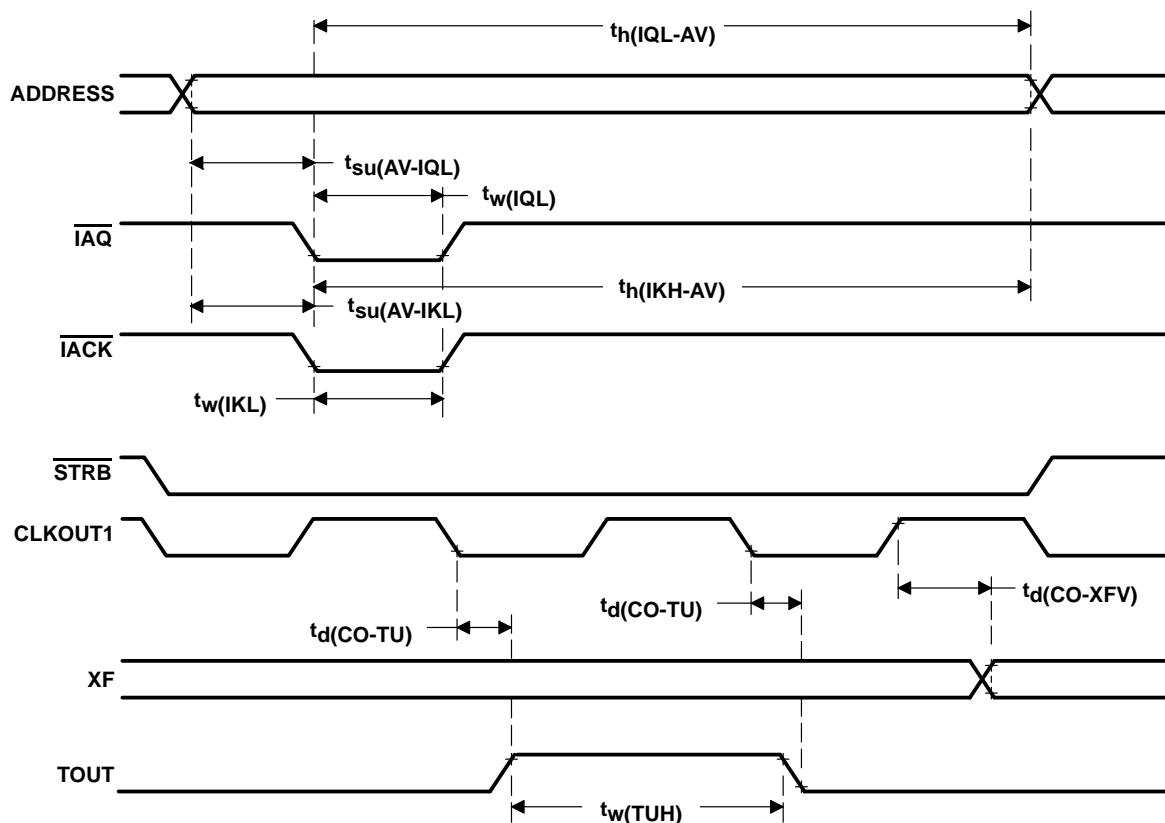 th(IQL-AV)
ADDRESS
tsu(AV-IQL)
tw(IQL)
IAQ
th(IKH-AV)
tsu(AV-IKL)
IACK
tw(IKL)
STRB
CLKOUT1
td(CO-XFV)
td(CO-TU)
td(CO-TU)
XF
TOUT
tw(TUH)